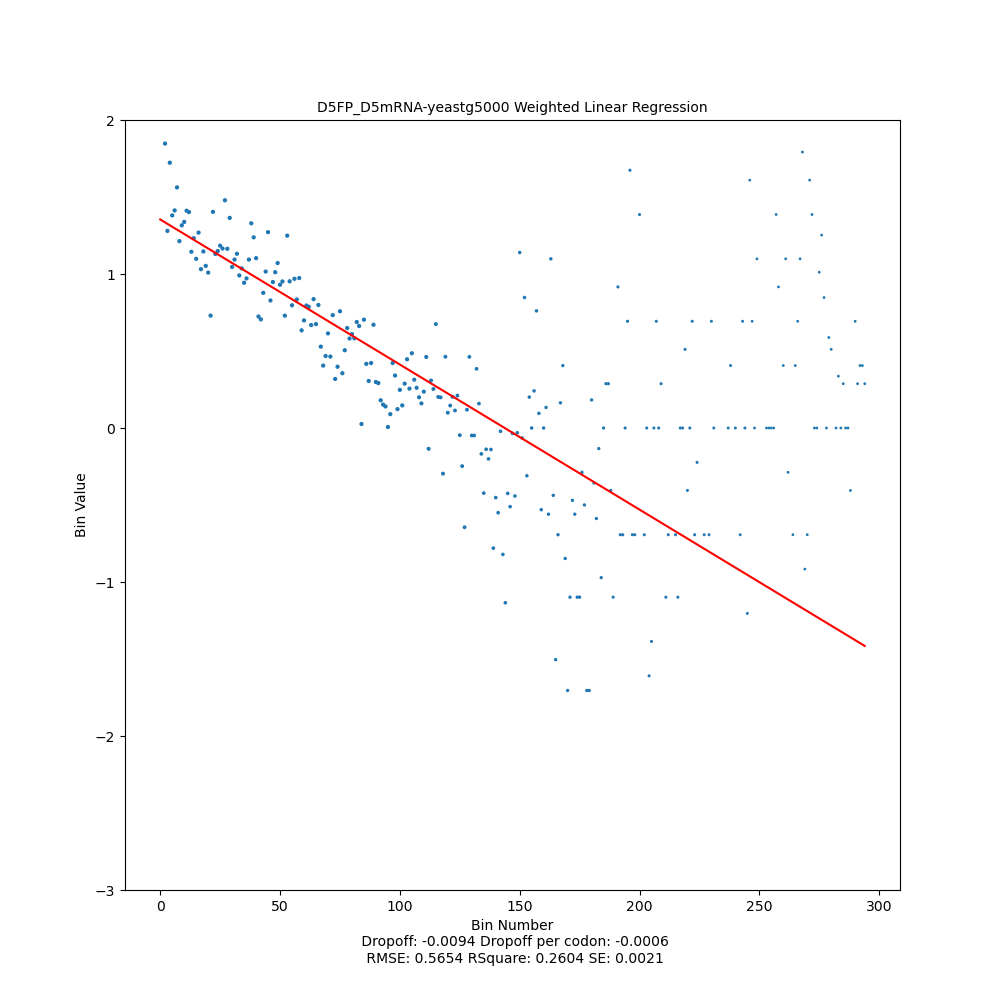 D5FP_D5mRNA-yeastg5000 Weighted Linear Regression
2
1
0
−1
−2
−3
Bin Value
0 50 100 150 200 250 300
Bin Number
Dropoff: -0.0094 Dropoff per codon: -0.0006
RMSE: 0.5654 RSquare: 0.2604 SE: 0.0021